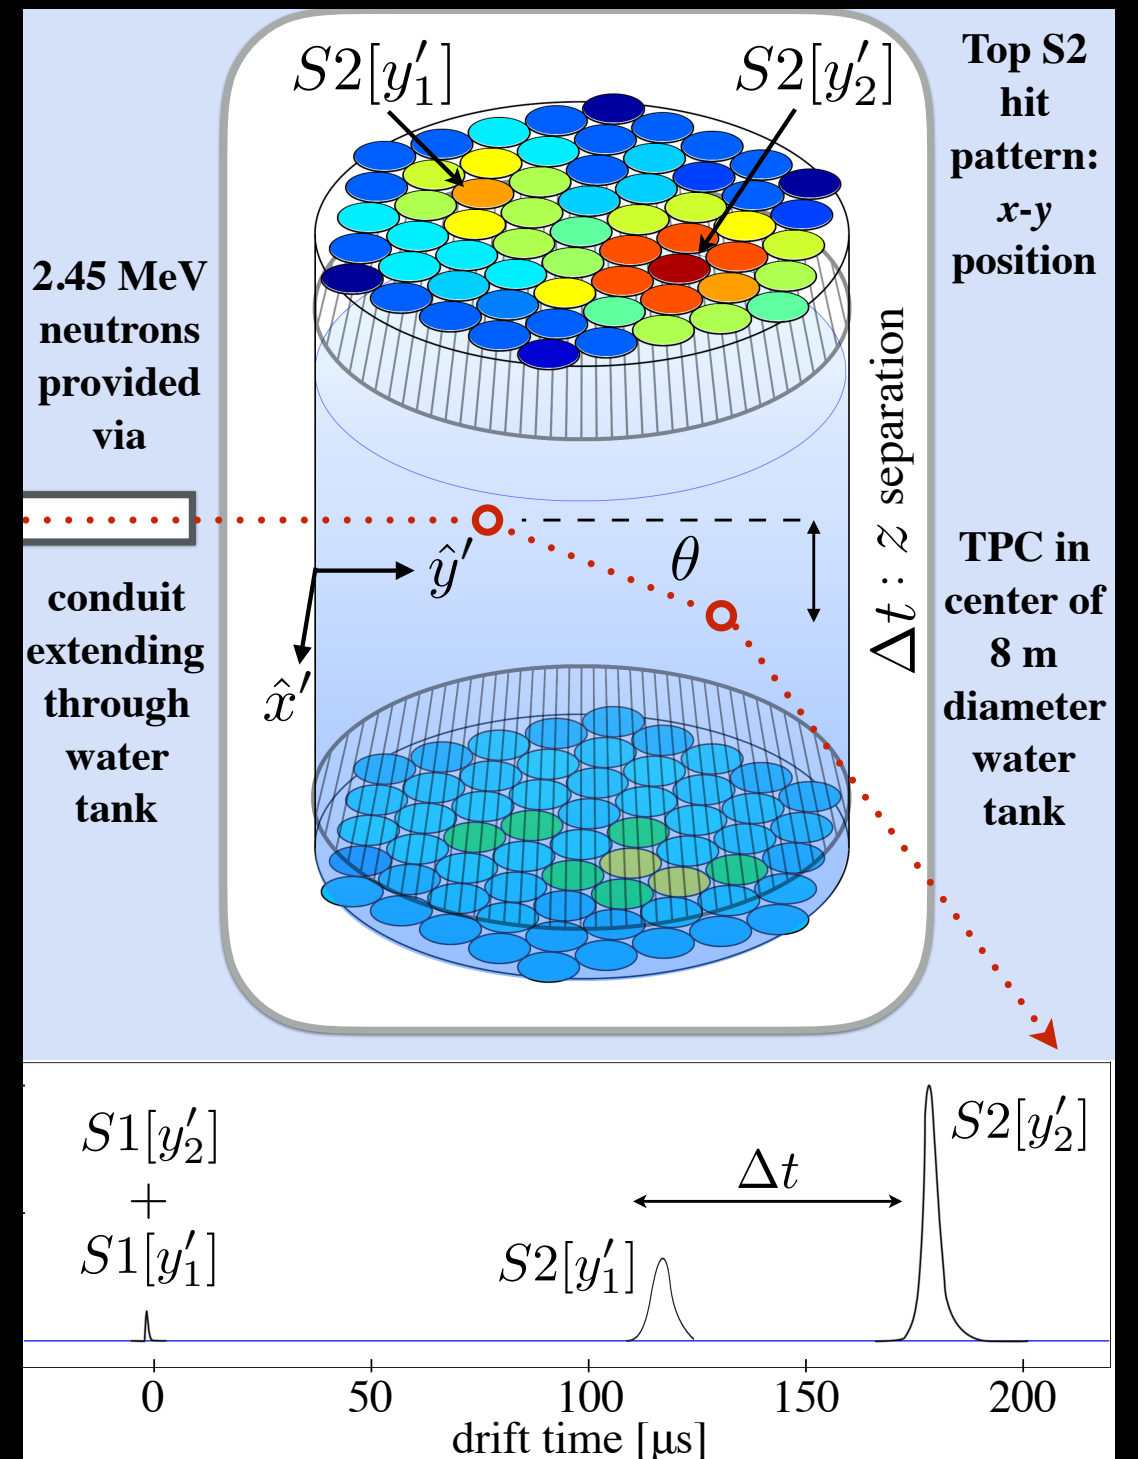 S2[y′₁]
S2[y′₂]
Top S2
hit
pattern:
x-y
position
2.45 MeV
neutrons
provided
via
conduit
extending
through
water
tank
ŷ′
x̂′
θ
Δt : z separation
TPC in
center of
8 m
diameter
water
tank
S1[y′₂]
+
S1[y′₁]
S2[y′₁]
Δt
S2[y′₂]
0 50 100 150 200
drift time [μs]